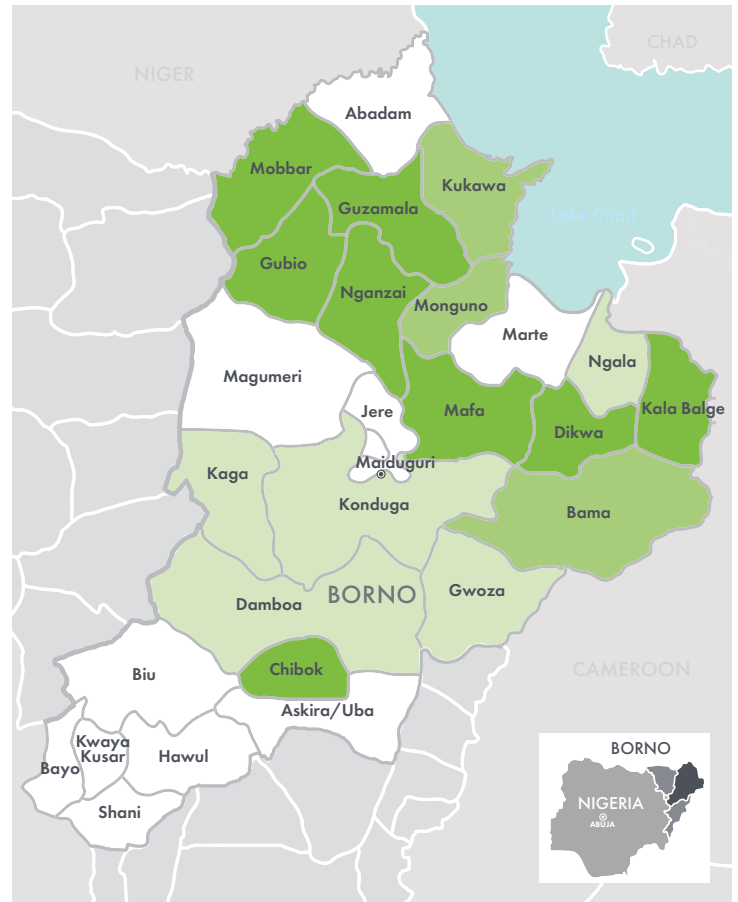 CHAD
NIGER
Abadam
Mobbar
Kukawa
Guzamala
Lake Chad
Gubio
Nganzai
Monguno
Marte
Ngala
Magumeri
Jere
Mafa
Kala Balge
Dikwa
Maiduguri
Kaga
Konduga
Bama
Gwoza
BORNO
Damboa
Chibok
CAMEROON
Biu
Askira/Uba
Kwaya
Kusar
Hawul
Bayo
Shani
BORNO
NIGERIA
ABUJA